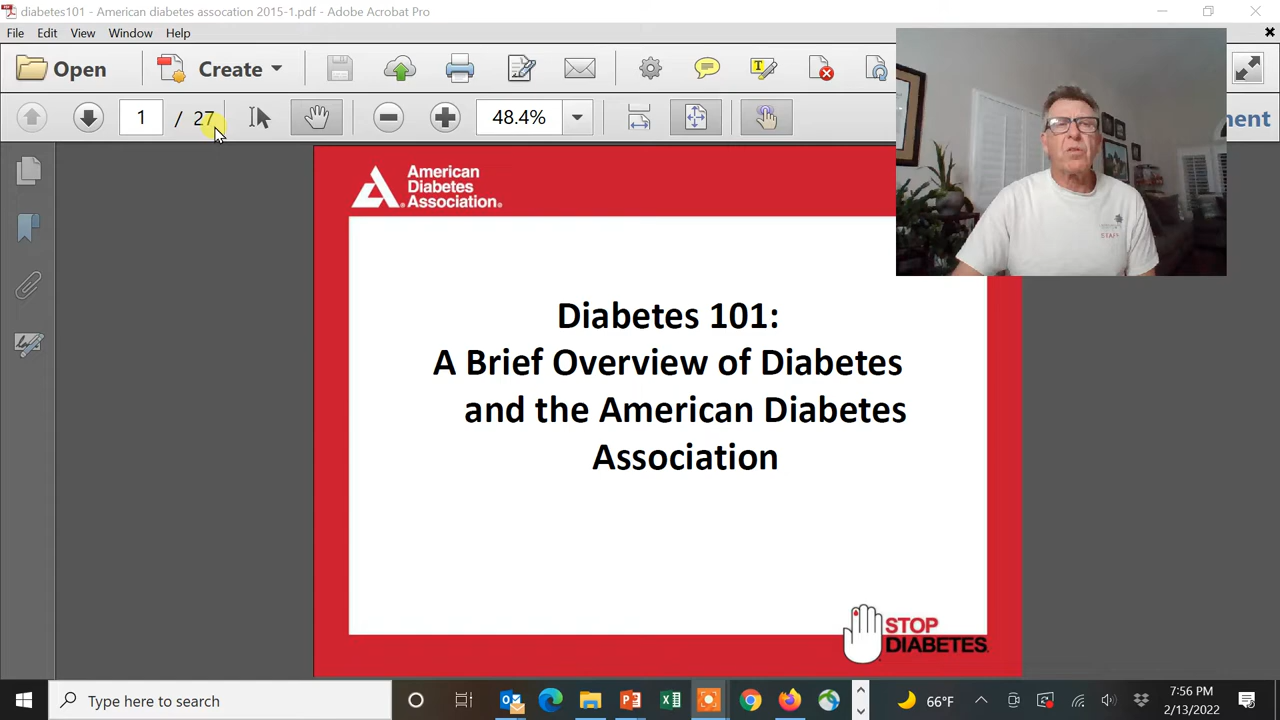 diabetes101 - American diabetes assocation 2015-1.pdf - Adobe Acrobat Pro
File Edit View Window Help
Open Create
1 / 27 48.4% ment
American
Diabetes
Association®
Diabetes 101:
A Brief Overview of Diabetes
and the American Diabetes
Association
STAFF
STOP
DIABETES
Type here to search
66°F
7:56 PM
2/13/2022